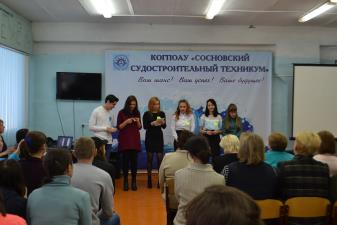 КОГПОАУ «СОСНОВСКИЙ
СУДОСТРОИТЕЛЬНЫЙ ТЕХНИКУМ»
Ваш шанс! Ваш успех! Ваше будущее!